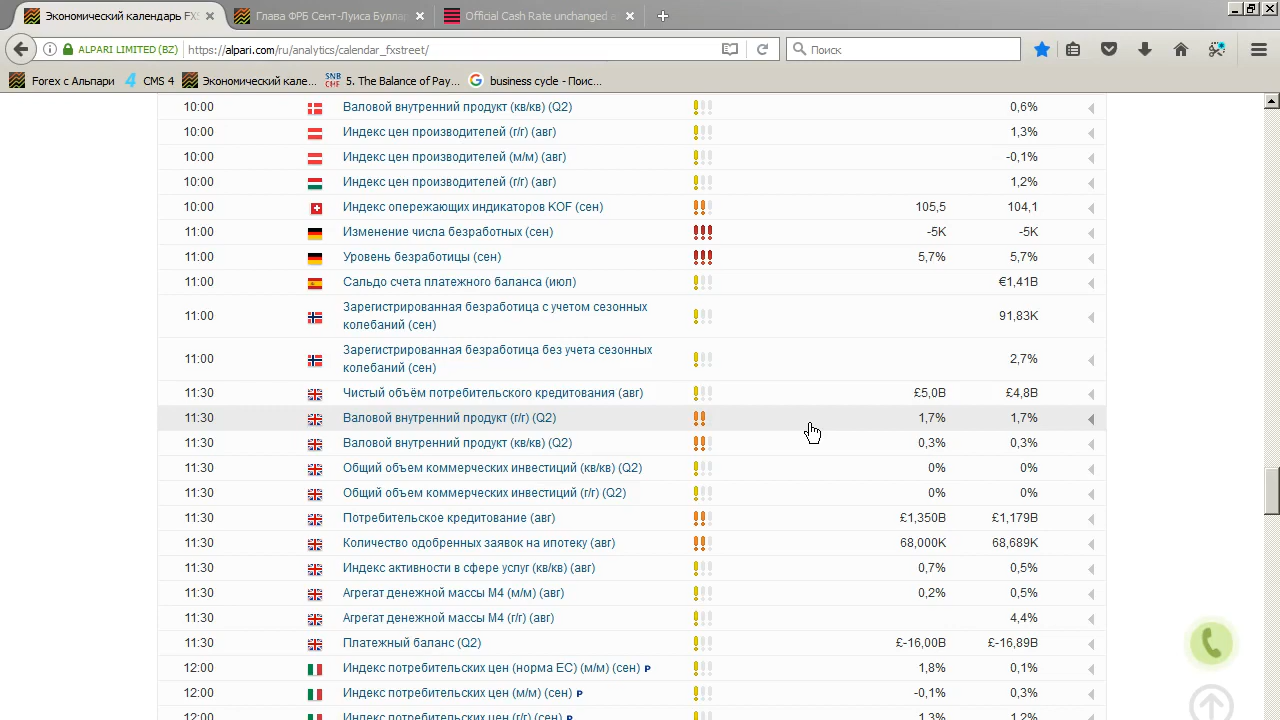 Экономический календарь FXS
Глава ФРБ Сент-Луиса Буллар
Official Cash Rate unchanged a
ALPARI LIMITED (BZ)
https://alpari.com/ru/analytics/calendar_fxstreet/
Поиск
Forex с Альпари
CMS 4
Экономический кале...
SNB CHF
5. The Balance of Pay...
business cycle - Поис...
10:00 Валовой внутренний продукт (кв/кв) (Q2) 0,6%
10:00 Индекс цен производителей (г/г) (авг) 1,3%
10:00 Индекс цен производителей (м/м) (авг) -0,1%
10:00 Индекс цен производителей (г/г) (авг) 2%
10:00 Индекс опережающих индикаторов KOF (сен) 105,5 104,1
11:00 Изменение числа безработных (сен) -5K -5K
11:00 Уровень безработицы (сен) 5,7% 5,7%
11:00 Сальдо счета платежного баланса (июл)
11:00 Зарегистрированная безработица с учетом сезонных
колебаний (сен) 91,83K
11:00 Зарегистрированная безработица без учета сезонных
колебаний (сен) 2,7%
11:30 Чистый объём потребительского кредитования (авг) £5,0B £4,8B
11:30 Валовой внутренний продукт (г/г) (Q2) 1,7% 1,7%
11:30 Валовой внутренний продукт (кв/кв) (Q2) 0,3% 0,3%
11:30 Общий объем коммерческих инвестиций (кв/кв) (Q2) 0% 0%
11:30 Общий объем коммерческих инвестиций (г/г) (Q2) 0% 0%
11:30 Потребительское кредитование (авг) £1,350B £1,179B
11:30 Количество одобренных заявок на ипотеку (авг) 68,000K
11:30 Индекс активности в сфере услуг (кв/кв) (авг) 0,7% 0,5%
11:30 Агрегат денежной массы M4 (м/м) (авг) 0,2% 0,5%
11:30 Агрегат денежной массы M4 (г/г) (авг)
11:30 Платежный баланс (Q2) £-16,00B
12:00 Индекс потребительских цен (норма ЕС) (м/м) (сен) P 1,8% 0,1%
12:00 Индекс потребительских цен (м/м) (сен) P -0,1% 0,3%
12:00 Индекс потребительских цен (г/г) (сен) P 1,3%